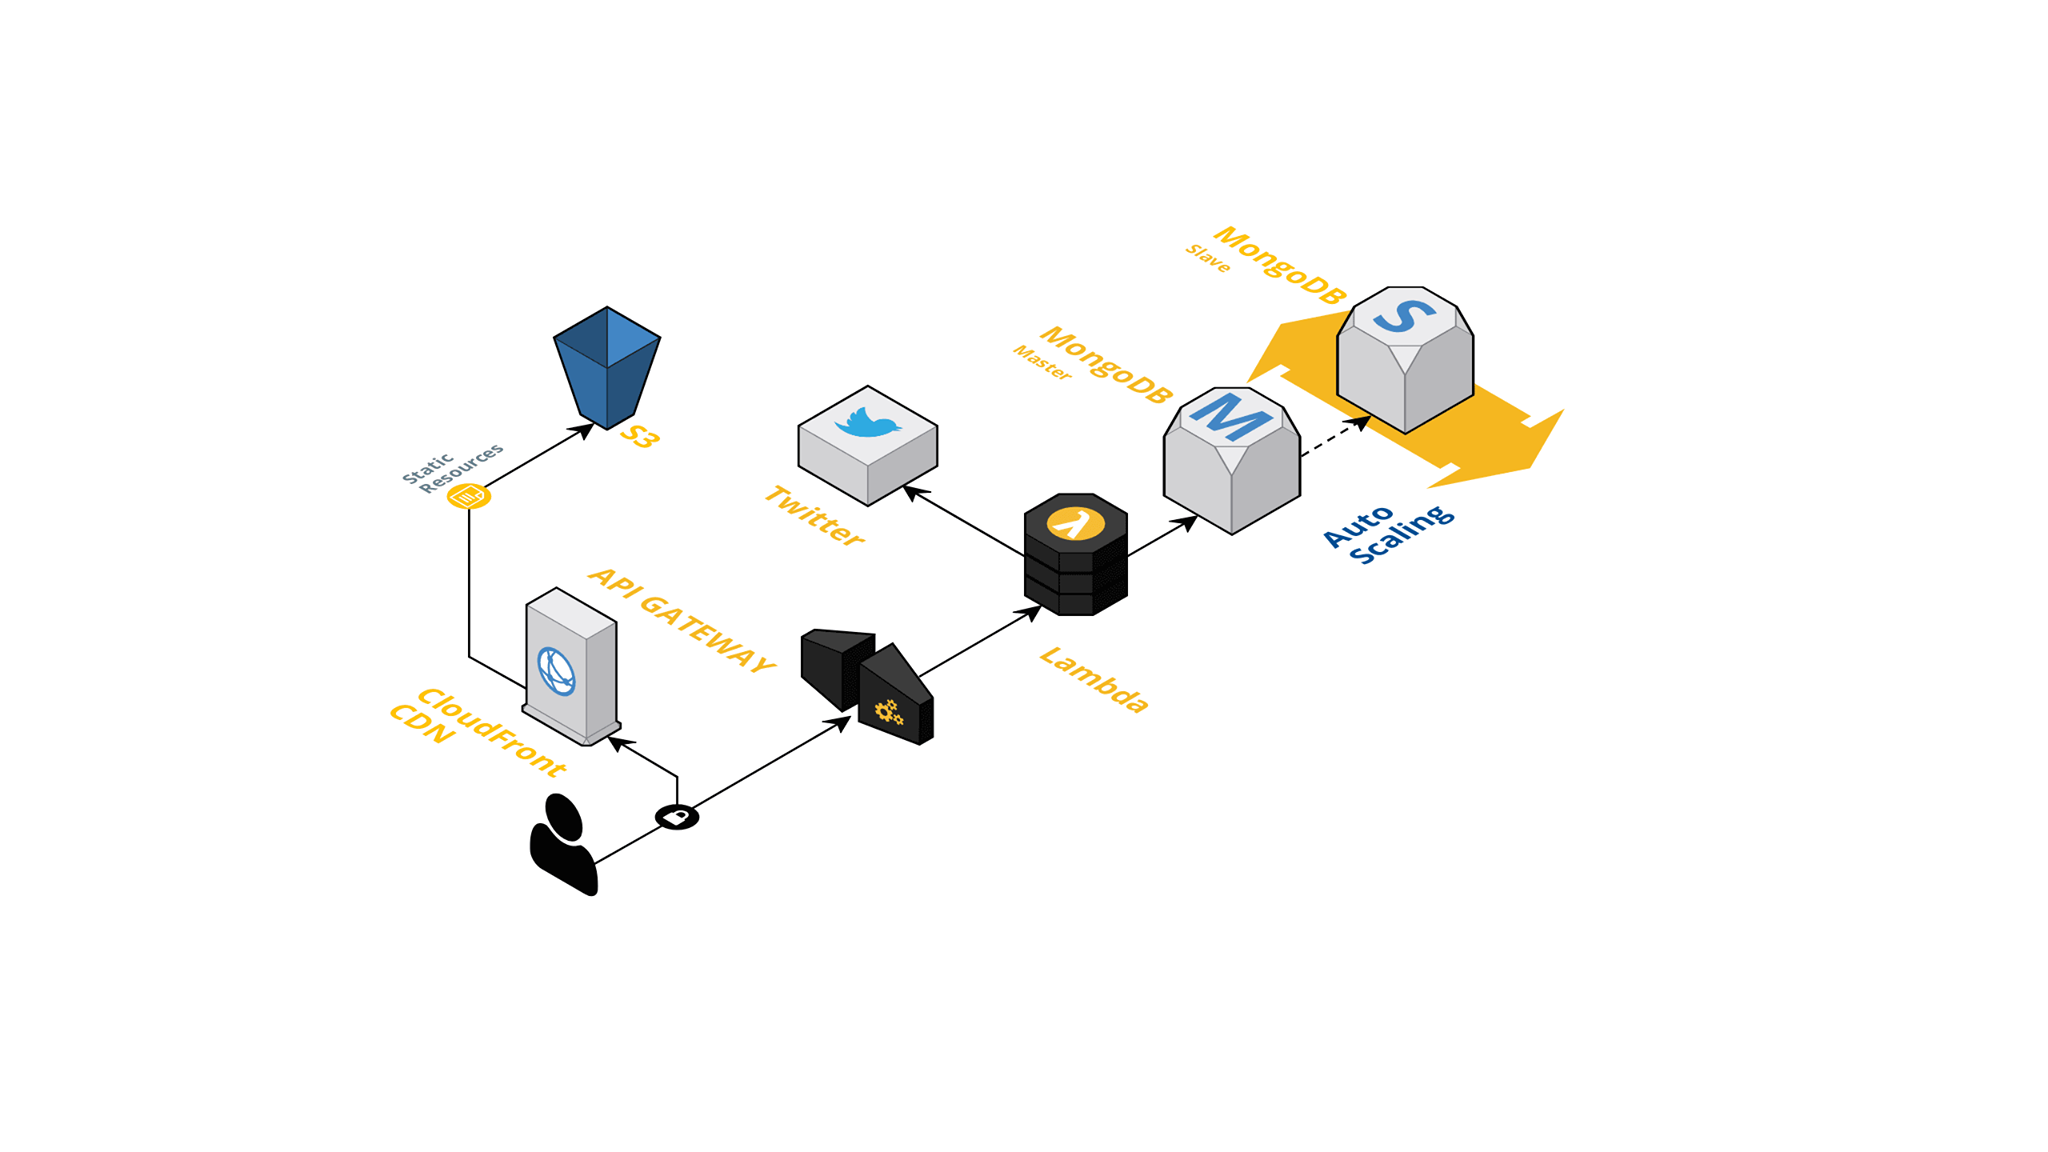 MongoDB
Slave
S
MongoDB
Master
M
S3
Static
Resources
Twitter
λ
Auto
Scaling
API GATEWAY
Lambda
CloudFront
CDN